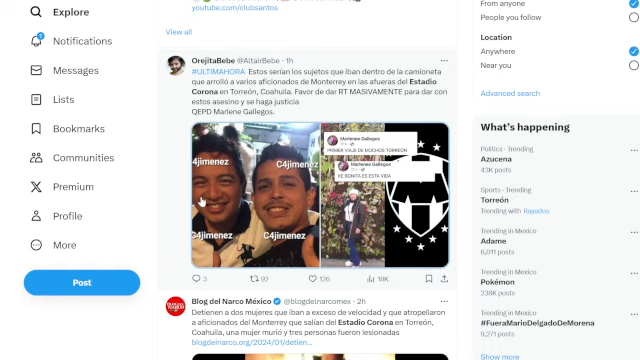 youtube.com/clubsantos
View all
Explore
Notifications
Messages
Lists
Bookmarks
Communities
Premium
Profile
More
Post
OrejitaBebe @AltairBebe · 1h
#ULTIMAHORA Estos serían los sujetos que iban dentro de la camioneta
que arrolló a varios aficionados de Monterrey en las afueras del Estadio
Corona en Torreón, Coahuila. Favor de dar RT MASIVAMENTE para dar con
estos asesino y se haga justicia
QEPD Marlene Gallegos.
C4jimenez
C4jimenez
C4jimenez
C4jimenez
Marlenee Gallegos
PRIMER VIAJE DE MUCHOS TORREON
Marlenee Gallegos
KE BONITA ES ESTA VIDA
3
92
126
18K
Blog del Narco México @blogdelnarcomex · 2h
Detienen a dos mujeres que iban a exceso de velocidad y que atropellaron
a aficionados del Monterrey que salían del Estadio Corona en Torreón,
Coahuila, una mujer murió y tres personas fueron lesionadas
blogdelnarco.org/2024/01/detien...
From anyone
People you follow
Location
Anywhere
Near you
Advanced search
What's happening
Politics · Trending
Azucena
43K posts
Sports · Trending
Torreón
Trending with Rayados
Trending in Mexico
Adame
6,011 posts
Trending in Mexico
Pokémon
238K posts
Trending in Mexico
#FueraMarioDelgadoDeMorena
9,271 posts
Show more